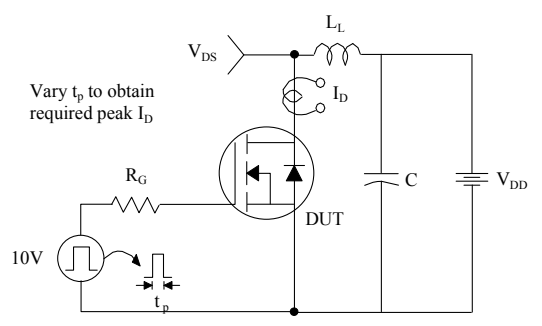 L_L
V_DS
I_D
Vary t_p to obtain
required peak I_D
R_G
C
V_DD
DUT
10V
t_p